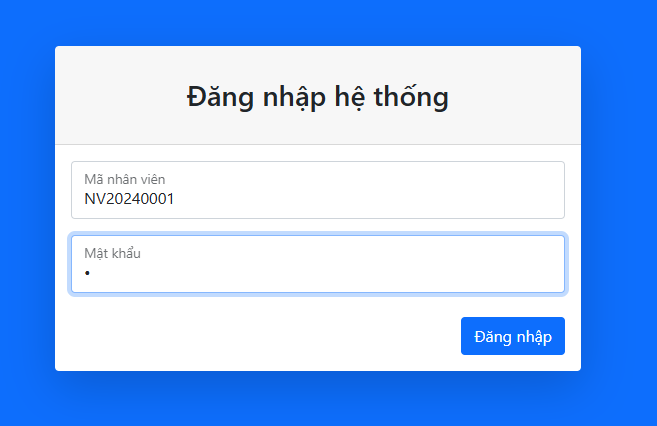 Đăng nhập hệ thống
Mã nhân viên
NV20240001
Mật khẩu
•
Đăng nhập